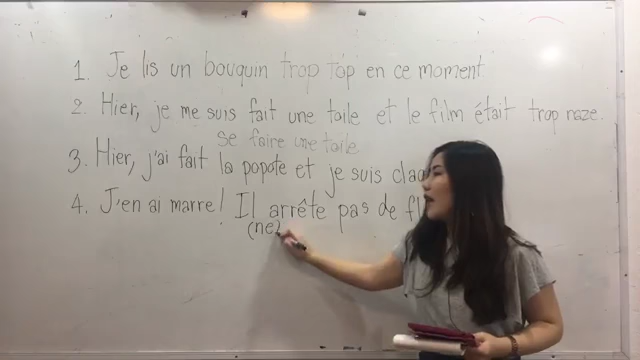 1. Je lis un bouquin trop top en ce moment
2. Hier, je me suis fait une toile et le film était trop naze.
se faire une toile
3. Hier, j'ai fait la popote et je suis
4. J'en ai marre! Il arrête pas de
(ne)